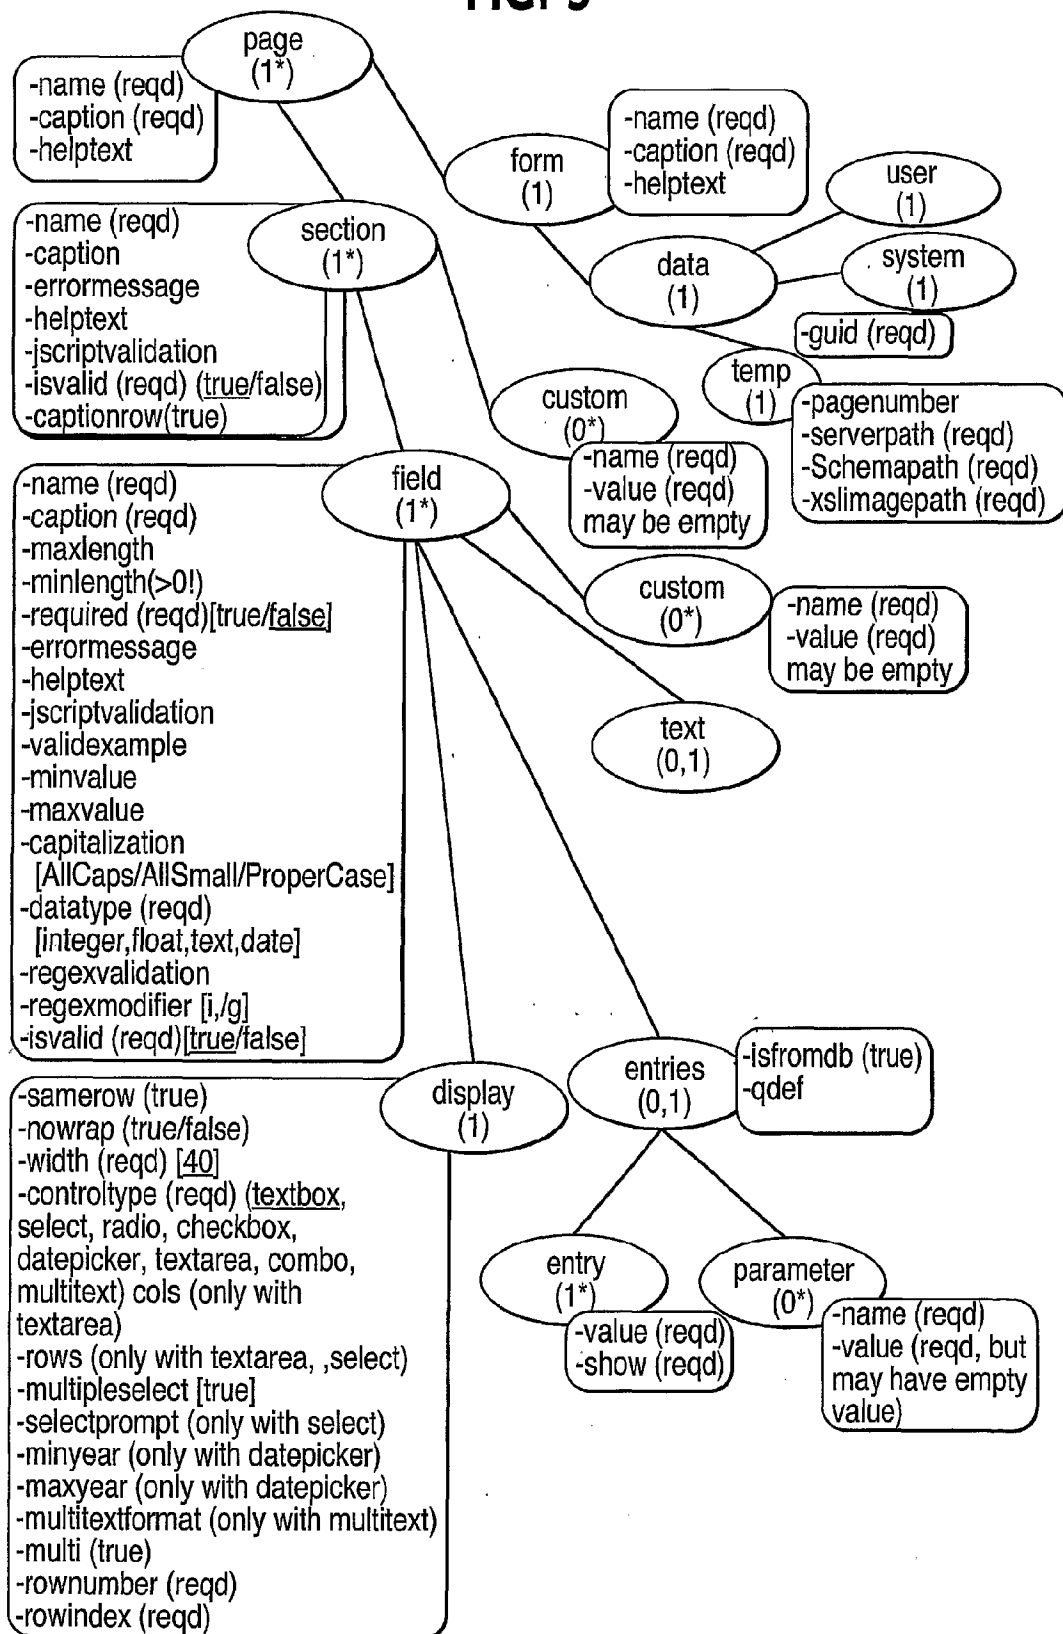 FIG. 5
page
(1*)
-name (reqd)
-caption (reqd)
-helptext
form
(1)
-name (reqd)
-caption (reqd)
-helptext
user
(1)
system
(1)
-guid (reqd)
data
(1)
temp
(1)
-pagenumber
-serverpath (reqd)
-Schemapath (reqd)
-xslimagepath (reqd)
section
(1*)
-name (reqd)
-caption
-errormessage
-helptext
-jscriptvalidation
-isvalid (reqd) (true/false)
-captionrow(true)
custom
(0*)
-name (reqd)
-value (reqd)
may be empty
field
(1*)
-name (reqd)
-caption (reqd)
-maxlength
-minlength(>0!)
-required (reqd)[true/false]
-errormessage
-helptext
-jscriptvalidation
-validexample
-minvalue
-maxvalue
-capitalization
[AllCaps/AllSmall/ProperCase]
-datatype (reqd)
[integer,float,text,date]
-regexvalidation
-regexmodifier [i,/g]
-isvalid (reqd)[true/false]
custom
(0*)
-name (reqd)
-value (reqd)
may be empty
text
(0,1)
display
(1)
-samerow (true)
-nowrap (true/false)
-width (reqd) [40]
-controltype (reqd) (textbox,
select, radio, checkbox,
datepicker, textarea, combo,
multitext) cols (only with
textarea)
-rows (only with textarea, ,select)
-multipleselect [true]
-selectprompt (only with select)
-minyear (only with datepicker)
-maxyear (only with datepicker)
-multitextformat (only with multitext)
-multi (true)
-rownumber (reqd)
-rowindex (reqd)
entries
(0,1)
-isfromdb (true)
-qdef
entry
(1*)
-value (reqd)
-show (reqd)
parameter
(0*)
-name (reqd)
-value (reqd, but
may have empty
value)